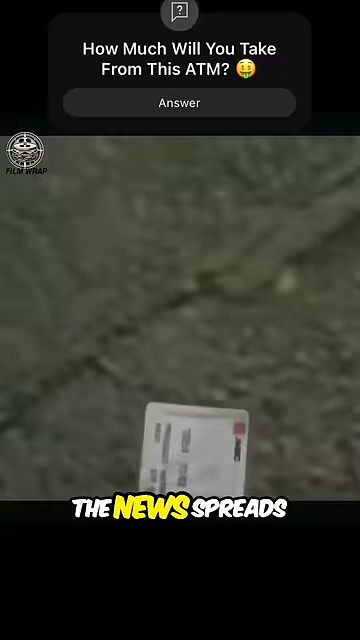 How Much Will You Take
From This ATM? 🤑
Answer
FILM WRAP
THE NEWS SPREADS